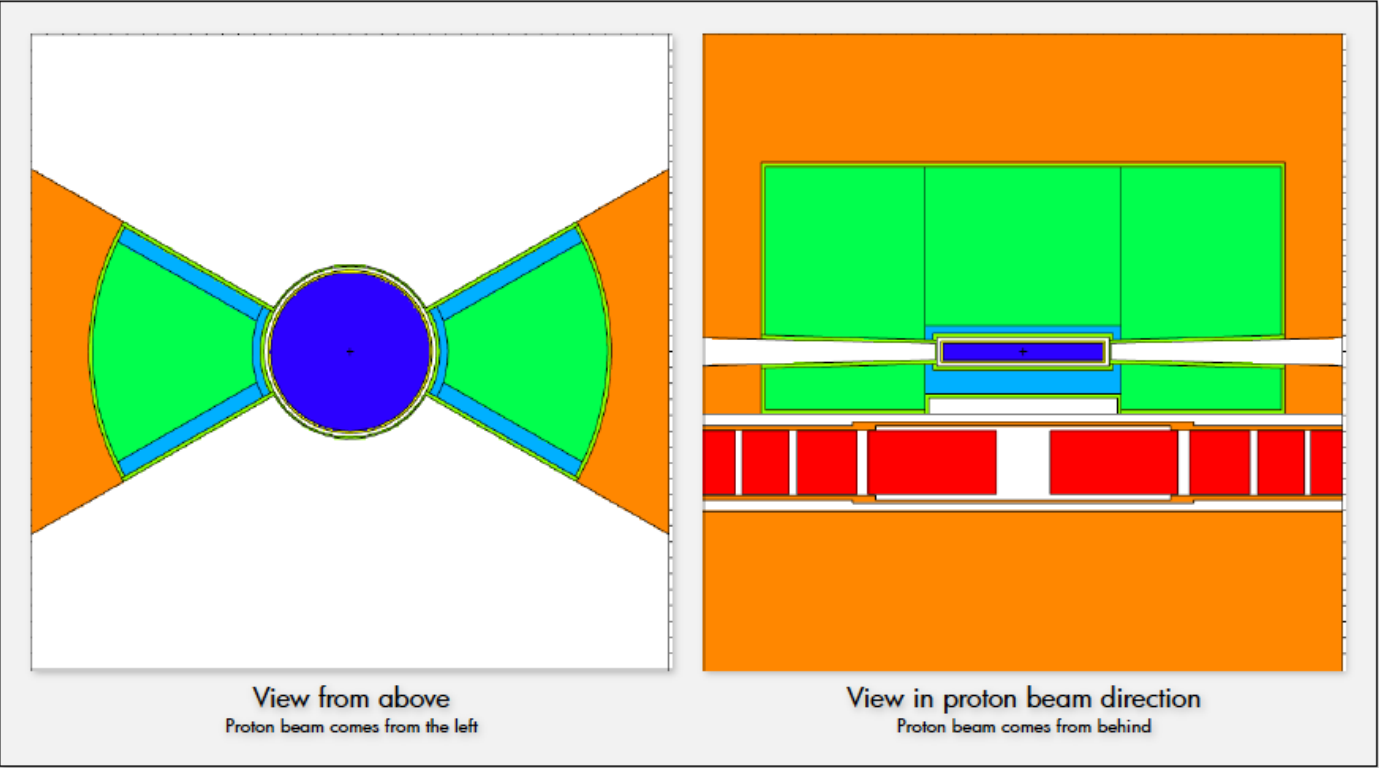 View from above
Proton beam comes from the left
View in proton beam direction
Proton beam comes from behind